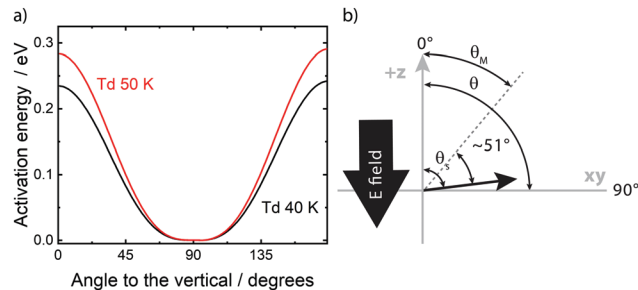 a)
Activation energy / eV
0.3
0.2
0.1
0.0
Td 50 K
Td 40 K
0
45
90
135
Angle to the vertical / degrees
b)
0°
θM
+z
θ
~51°
θs
E field
xy
90°